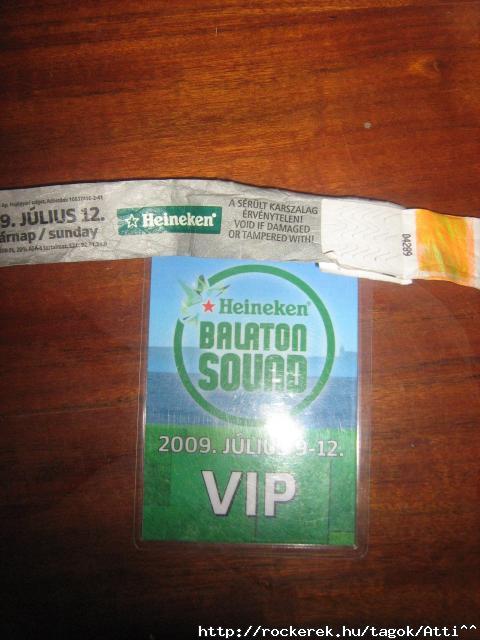 9. JÚLIUS 12.
árnap / sunday
Heineken
A SÉRÜLT KARSZALAG
ÉRVÉNYTELEN!
VOID IF DAMAGED
OR TAMPERED WITH!
04289
Heineken
BALATON
SOUND
2009. JÚLIUS 9-12.
VIP
http://rockerek.hu/tagok/Atti^^